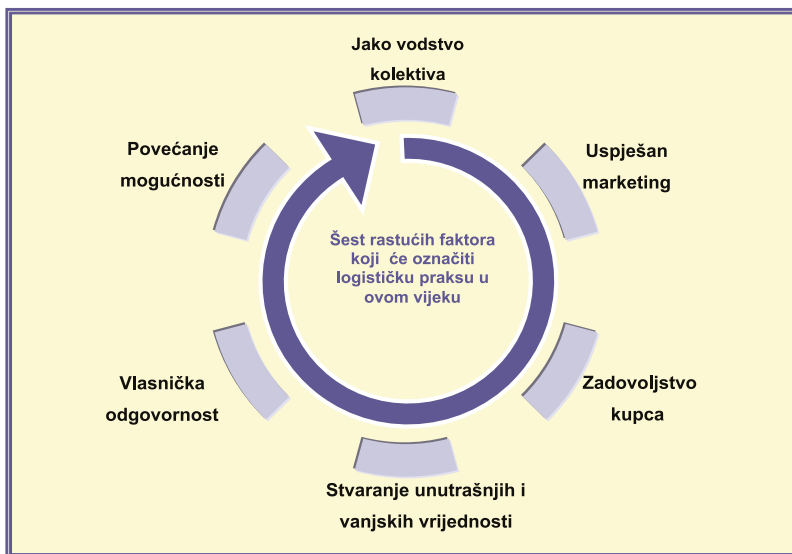 Jako vodstvo
kolektiva
Uspješan
marketing
Zadovoljstvo
kupca
Stvaranje unutrašnjih i
vanjskih vrijednosti
Vlasnička
odgovornost
Povećanje
mogućnosti
Šest rastućih faktora
koji će označiti
logističku praksu u
ovom vijeku